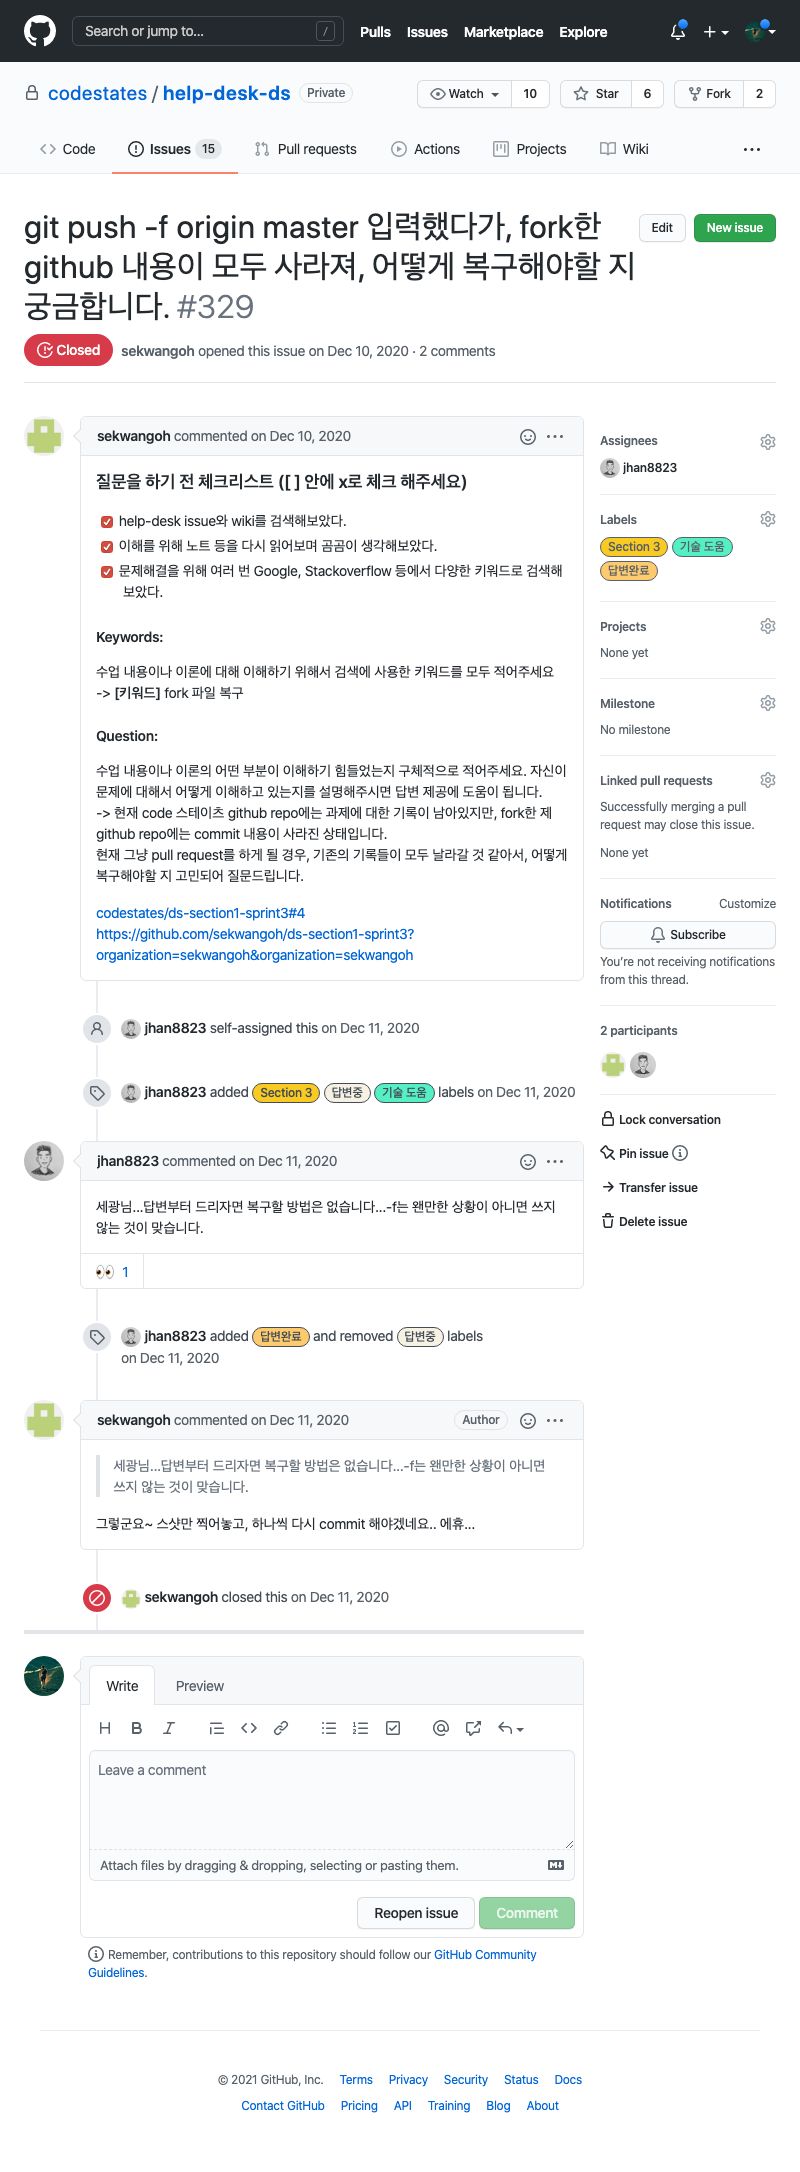 Search or jump to...
/
Pulls
Issues
Marketplace
Explore
codestates / help-desk-ds
Private
Watch
10
Star
6
Fork
2
Code
Issues 15
Pull requests
Actions
Projects
Wiki
git push -f origin master 입력했다가, fork한
github 내용이 모두 사라져, 어떻게 복구해야할 지
궁금합니다. #329
Edit
New issue
Closed
sekwangoh opened this issue on Dec 10, 2020 · 2 comments
sekwangoh commented on Dec 10, 2020
질문을 하기 전 체크리스트 ([ ] 안에 x로 체크 해주세요)
help-desk issue와 wiki를 검색해보았다.
이해를 위해 노트 등을 다시 읽어보며 곰곰이 생각해보았다.
문제해결을 위해 여러 번 Google, Stackoverflow 등에서 다양한 키워드로 검색해
보았다.
Keywords:
수업 내용이나 이론에 대해 이해하기 위해서 검색에 사용한 키워드를 모두 적어주세요
-> [키워드] fork 파일 복구
Question:
수업 내용이나 이론의 어떤 부분이 이해하기 힘들었는지 구체적으로 적어주세요. 자신이
문제에 대해서 어떻게 이해하고 있는지를 설명해주시면 답변 제공에 도움이 됩니다.
-> 현재 code 스테이츠 github repo에는 과제에 대한 기록이 남아있지만, fork한 제
github repo에는 commit 내용이 사라진 상태입니다.
현재 그냥 pull request를 하게 될 경우, 기존의 기록들이 모두 날라갈 것 같아서, 어떻게
복구해야할 지 고민되어 질문드립니다.
codestates/ds-section1-sprint3#4
https://github.com/sekwangoh/ds-section1-sprint3?
organization=sekwangoh&organization=sekwangoh
jhan8823 self-assigned this on Dec 11, 2020
jhan8823 added Section 3 답변중 기술 도움 labels on Dec 11, 2020
jhan8823 commented on Dec 11, 2020
세광님...답변부터 드리자면 복구할 방법은 없습니다...-f는 왠만한 상황이 아니면 쓰지
않는 것이 맞습니다.
1
jhan8823 added 답변완료 and removed 답변중 labels
on Dec 11, 2020
sekwangoh commented on Dec 11, 2020
Author
세광님...답변부터 드리자면 복구할 방법은 없습니다...-f는 왠만한 상황이 아니면
쓰지 않는 것이 맞습니다.
그렇군요~ 스샷만 찍어놓고, 하나씩 다시 commit 해야겠네요.. 에휴...
sekwangoh closed this on Dec 11, 2020
Assignees
jhan8823
Labels
Section 3
기술 도움
답변완료
Projects
None yet
Milestone
No milestone
Linked pull requests
Successfully merging a pull
request may close this issue.
None yet
Notifications
Customize
Subscribe
You're not receiving notifications
from this thread.
2 participants
Lock conversation
Pin issue
Transfer issue
Delete issue
Write
Preview
Leave a comment
Attach files by dragging & dropping, selecting or pasting them.
Reopen issue
Comment
Remember, contributions to this repository should follow our GitHub Community
Guidelines.
© 2021 GitHub, Inc.
Terms
Privacy
Security
Status
Docs
Contact GitHub
Pricing
API
Training
Blog
About